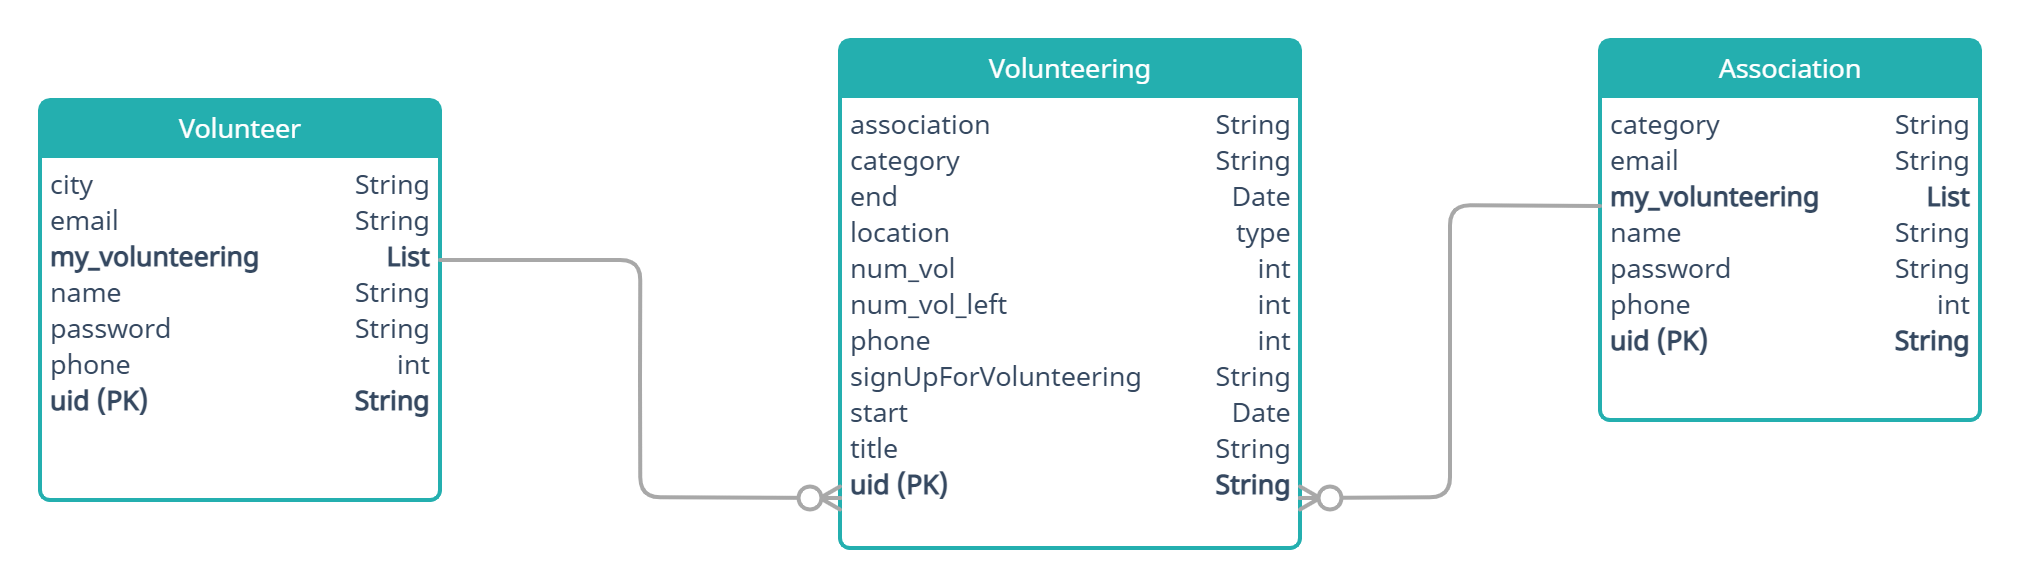 Volunteer
city String
email String
my_volunteering List
name String
password String
phone int
uid (PK) String
Volunteering
association String
category String
end Date
location type
num_vol int
num_vol_left int
phone int
signUpForVolunteering String
start Date
title String
uid (PK) String
Association
category String
email String
my_volunteering List
name String
password String
phone int
uid (PK) String